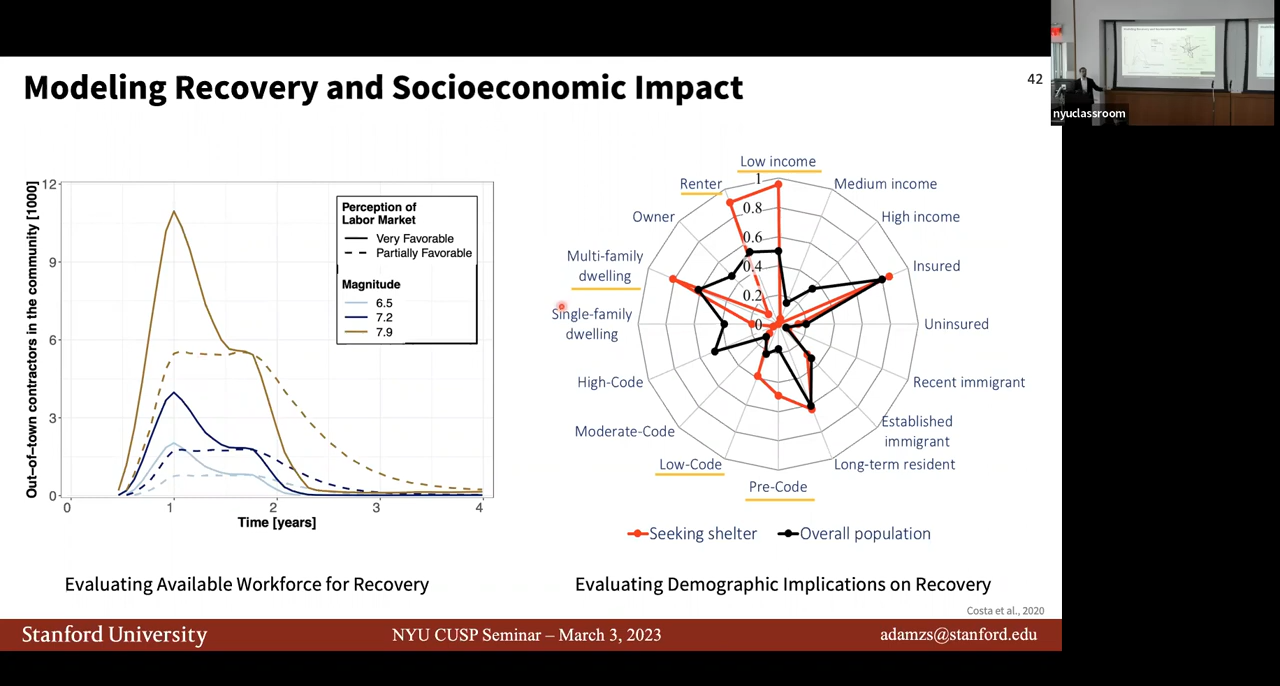 Modeling Recovery and Socioeconomic Impact
42
nyuclassroom
Out-of-town contractors in the community [1000]
12
9
6
3
0
0
1
2
3
4
Time [years]
Perception of
Labor Market
Very Favorable
Partially Favorable
Magnitude
6.5
7.2
7.9
Evaluating Available Workforce for Recovery
Low income
Medium income
High income
Insured
Uninsured
Recent immigrant
Established
immigrant
Long-term resident
Pre-Code
Low-Code
Moderate-Code
High-Code
Single-family
dwelling
Multi-family
dwelling
Owner
Renter
1
0.8
0.6
0.4
0.2
0
Seeking shelter
Overall population
Evaluating Demographic Implications on Recovery
Costa et al., 2020
Stanford University
NYU CUSP Seminar – March 3, 2023
adamzs@stanford.edu